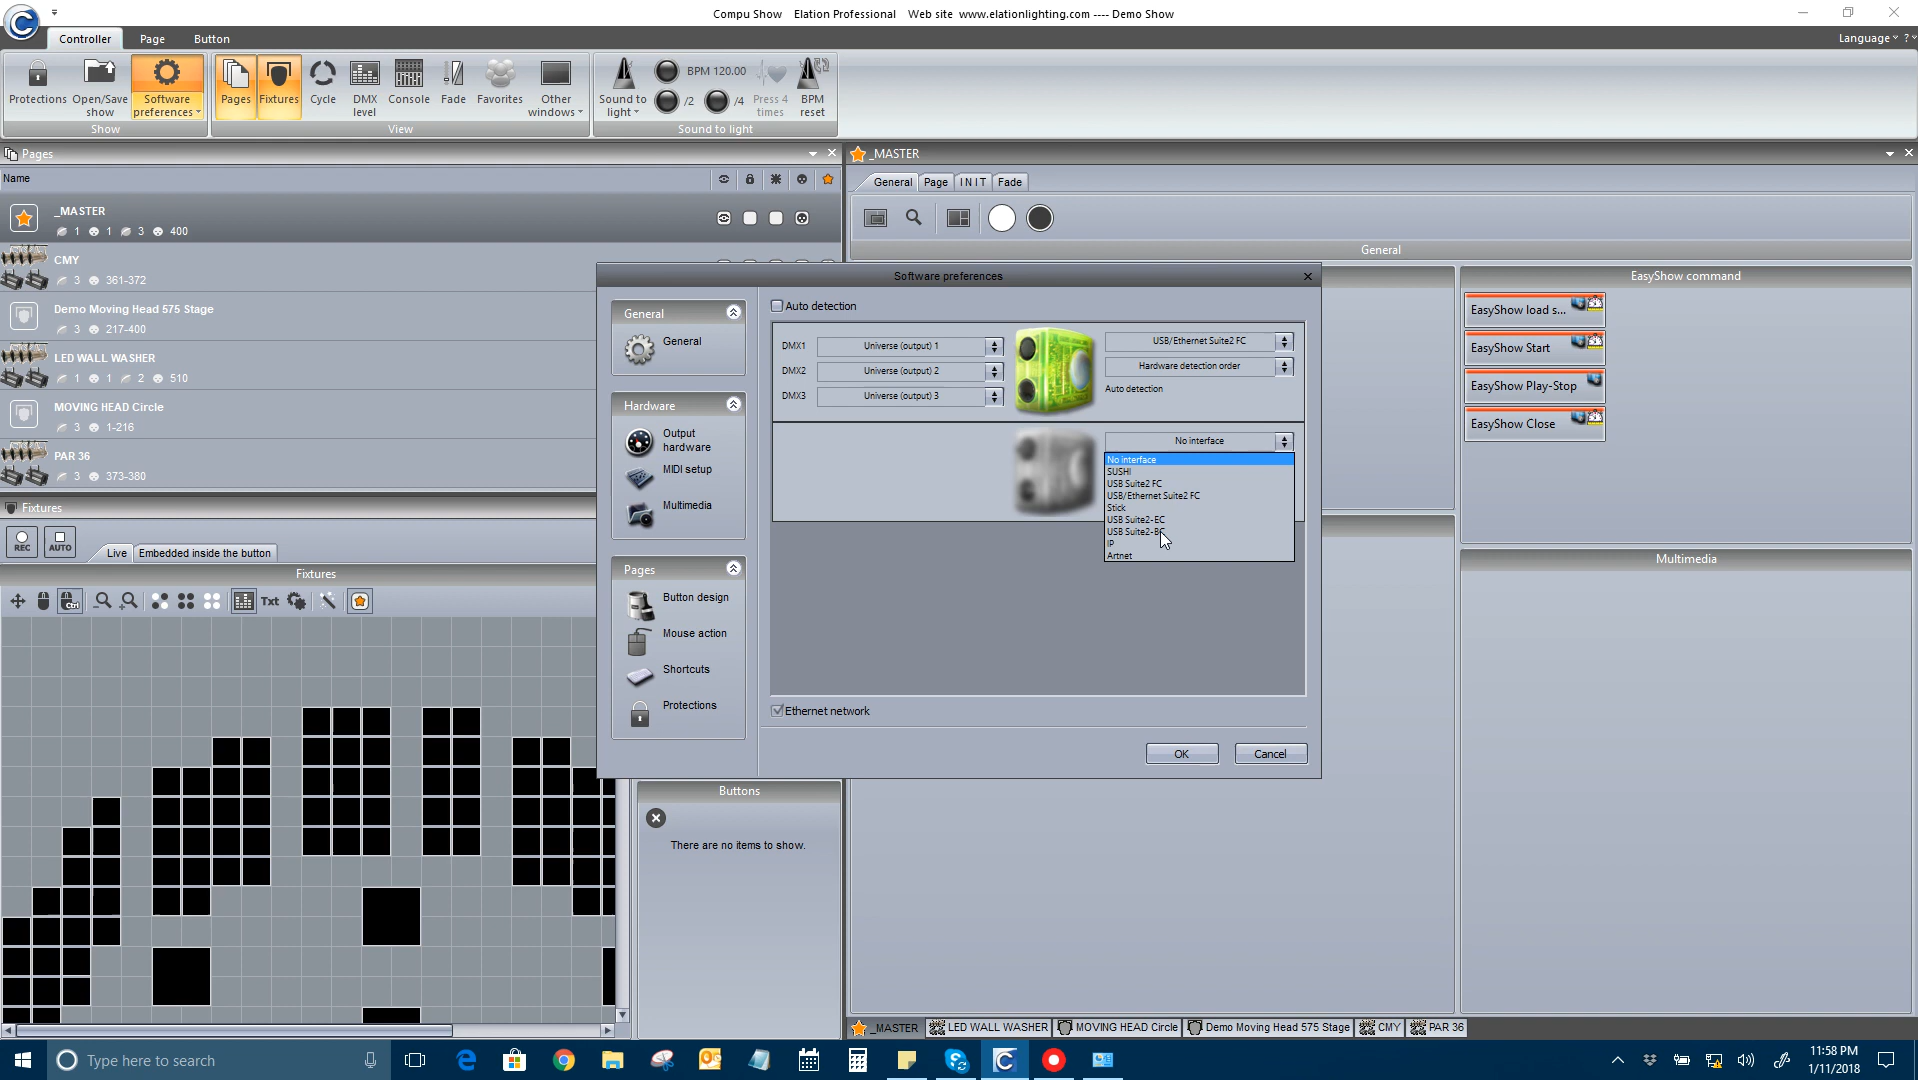 Compu Show    Elation Professional    Web site  www.elationlighting.com ---- Demo Show
Controller  Page  Button  Language  ?
Protections  Open/Save show  Software preferences
Pages  Fixtures  Cycle  DMX level  Console  Fade  Favorites  Other windows
Sound to light  BPM 120.00  /2  /4  Press 4 times  BPM reset
Show  View  Sound to light
Pages
Name
_MASTER
1  1  3  400
CMY
3  361-372
Demo Moving Head 575 Stage
3  217-400
LED WALL WASHER
1  1  2  510
MOVING HEAD Circle
3  1-216
PAR 36
3  373-380
Fixtures
REC  AUTO  Live  Embedded inside the button
Fixtures
Ctrl  Txt
_MASTER
General  Page  I N I T  Fade
General
EasyShow command
EasyShow load s...
EasyShow Start
EasyShow Play-Stop
EasyShow Close
Multimedia
Software preferences
General
General
Hardware
Output hardware
MIDI setup
Multimedia
Pages
Button design
Mouse action
Shortcuts
Protections
Auto detection
DMX1  Universe (output) 1
DMX2  Universe (output) 2
DMX3  Universe (output) 3
USB/Ethernet Suite2 FC
Hardware detection order
Auto detection
No interface
No interface
SUSHI
USB Suite2 FC
USB/Ethernet Suite2 FC
Stick
USB Suite2-EC
USB Suite2-BC
IP
Artnet
Ethernet network
OK  Cancel
Buttons
There are no items to show.
_MASTER  LED WALL WASHER  MOVING HEAD Circle  Demo Moving Head 575 Stage  CMY  PAR 36
Type here to search
11:58 PM
1/11/2018